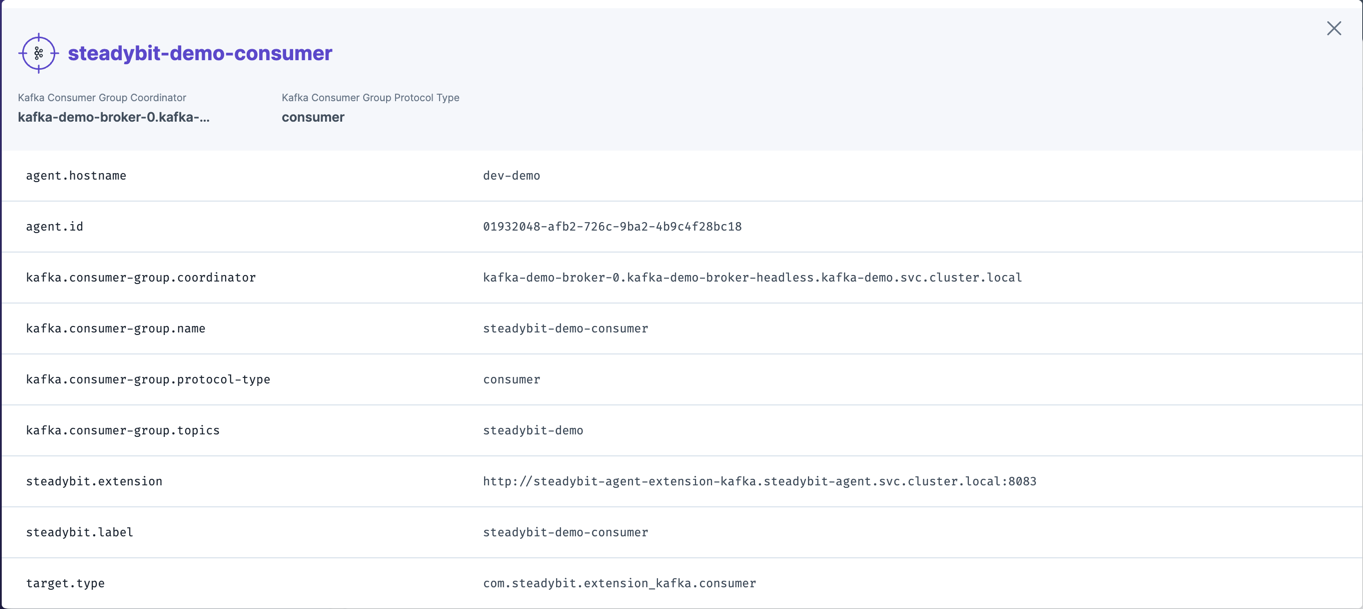 steadybit-demo-consumer
Kafka Consumer Group Coordinator
Kafka Consumer Group Protocol Type
kafka-demo-broker-0.kafka-...
consumer
agent.hostname dev-demo
agent.id 01932048-afb2-726c-9ba2-4b9c4f28bc18
kafka.consumer-group.coordinator kafka-demo-broker-0.kafka-demo-broker-headless.kafka-demo.svc.cluster.local
kafka.consumer-group.name steadybit-demo-consumer
kafka.consumer-group.protocol-type consumer
kafka.consumer-group.topics steadybit-demo
steadybit.extension http://steadybit-agent-extension-kafka.steadybit-agent.svc.cluster.local:8083
steadybit.label steadybit-demo-consumer
target.type com.steadybit.extension_kafka.consumer